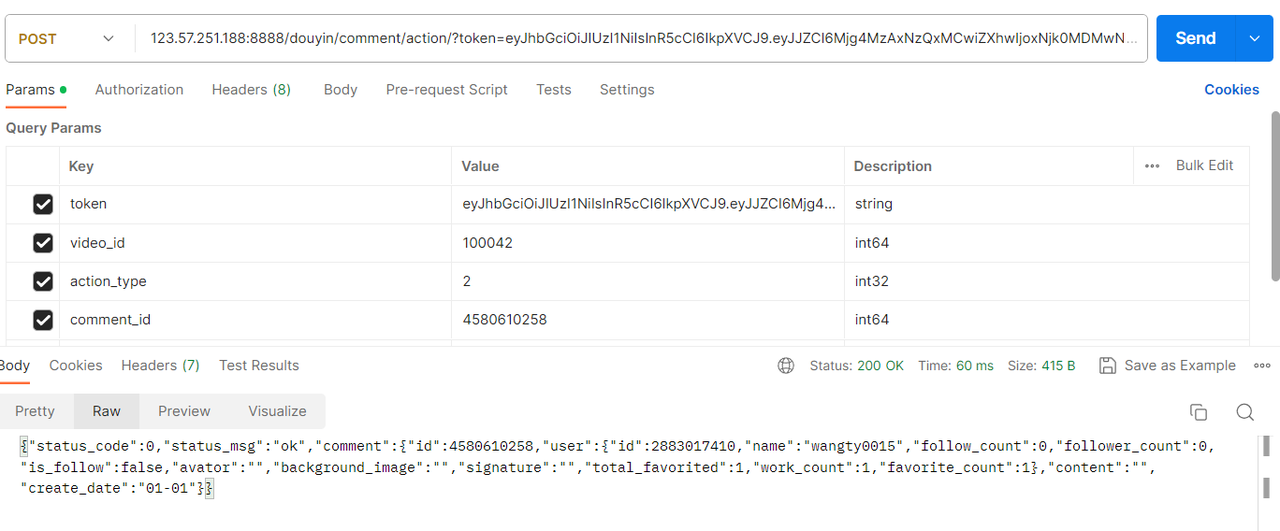 POST 123.57.251.188:8888/douyin/comment/action/?token=eyJhbGciOiJIUzI1NiIsInR5cCI6IkpXVCJ9.eyJJZCI6Mjg4MzAxNzQxMCwiZXhwIjoxNjk0MDMwN... Send
Params Authorization Headers (8) Body Pre-request Script Tests Settings Cookies
Query Params
Key Value Description ••• Bulk Edit
token eyJhbGciOiJIUzI1NiIsInR5cCI6IkpXVCJ9.eyJJZCI6Mjg4... string
video_id 100042 int64
action_type 2 int32
comment_id 4580610258 int64
Body Cookies Headers (7) Test Results Status: 200 OK Time: 60 ms Size: 415 B Save as Example •••
Pretty Raw Preview Visualize
{"status_code":0,"status_msg":"ok","comment":{"id":4580610258,"user":{"id":2883017410,"name":"wangty0015","follow_count":0,"follower_count":0,
"is_follow":false,"avator":"","background_image":"","signature":"","total_favorited":1,"work_count":1,"favorite_count":1},"content":"",
"create_date":"01-01"}}